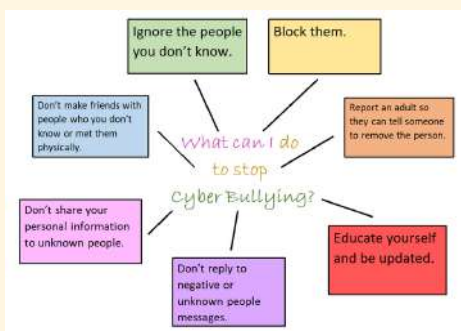 Ignore the people
you don't know.
Block them.
Don't make friends with
people who you don't
know or met them
physically.
Report an adult so
they can tell someone
to remove the person.
What can I do
to stop
Cyber Bullying?
Don't share your
personal information
to unknown people.
Educate yourself
and be updated.
Don't reply to
negative or
unknown people
messages.